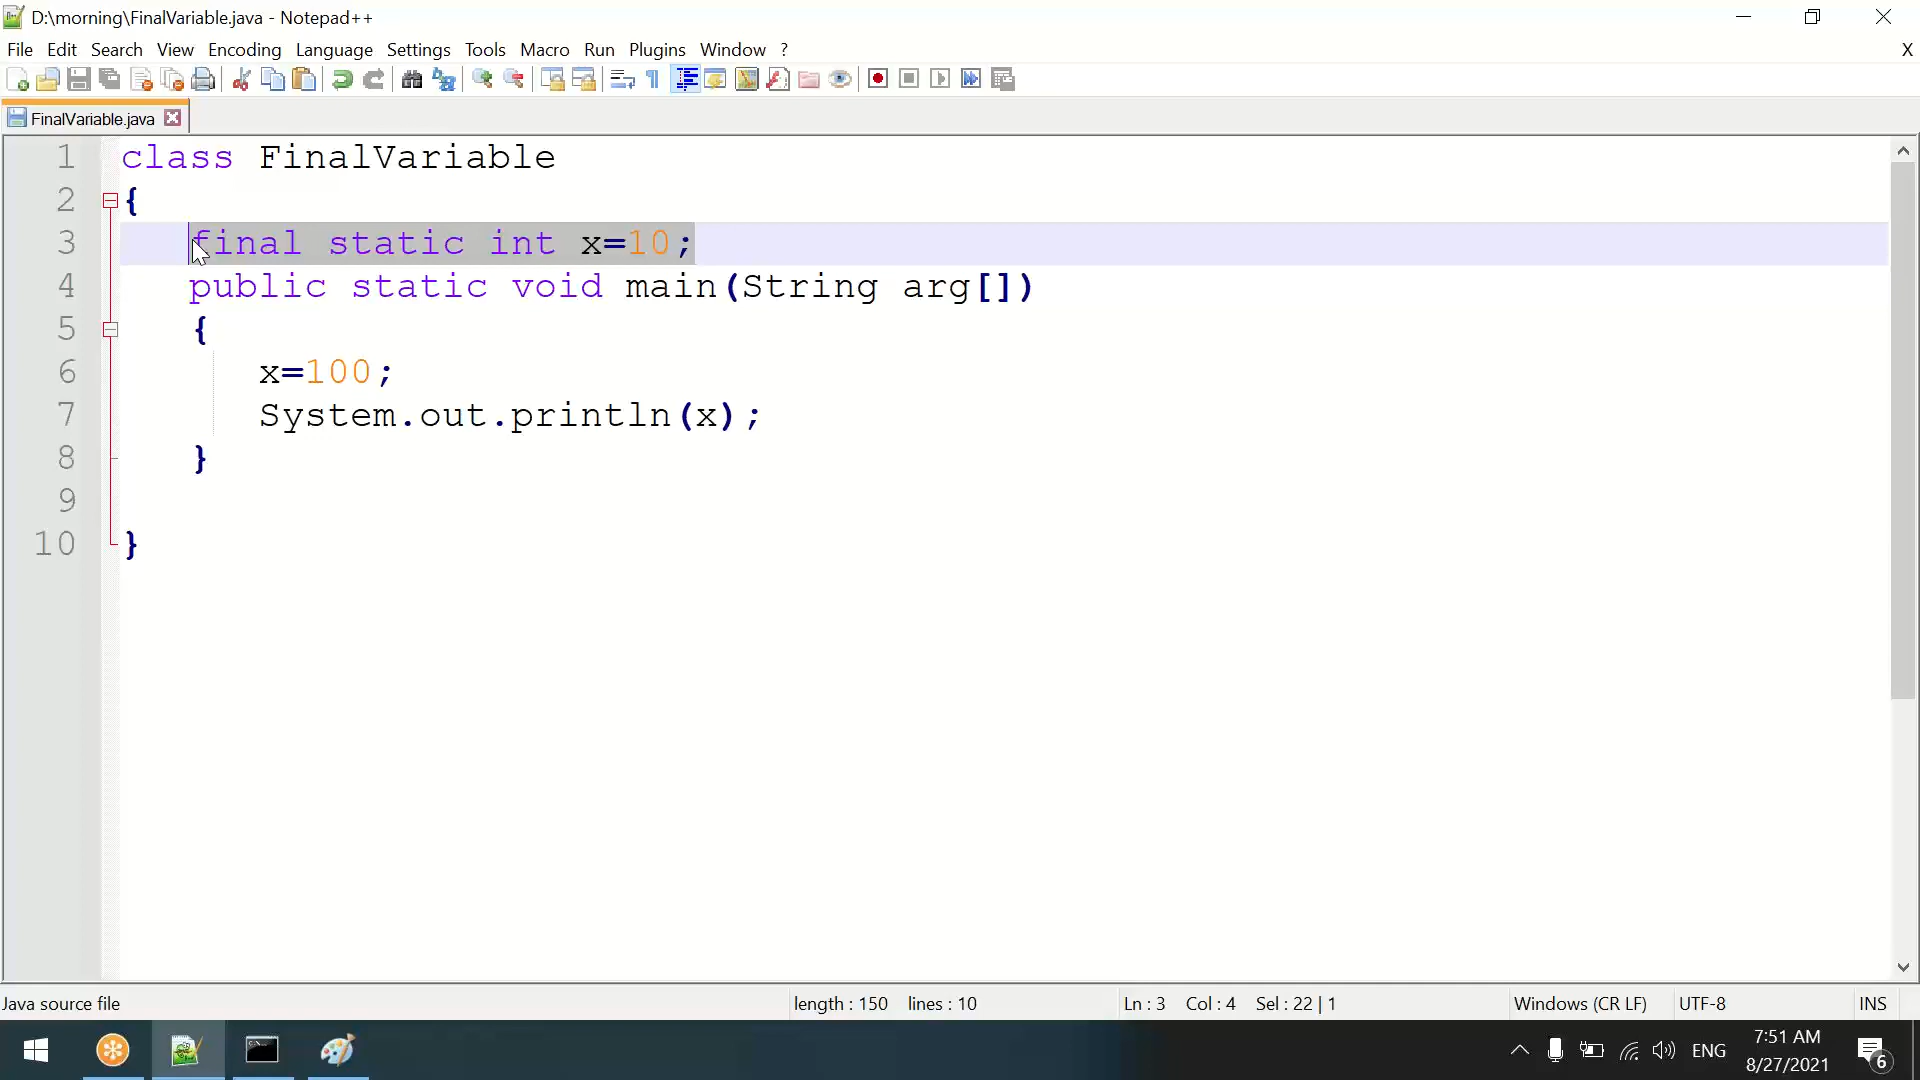 D:\morning\FinalVariable.java - Notepad++
File Edit Search View Encoding Language Settings Tools Macro Run Plugins Window ? X
FinalVariable.java
1 class FinalVariable
2 {
3 final static int x=10;
4 public static void main(String arg[])
5 {
6 x=100;
7 System.out.println(x);
8 }
9
10 }
Java source file length : 150 lines : 10 Ln : 3 Col : 4 Sel : 22 | 1 Windows (CR LF) UTF-8 INS
ENG 7:51 AM
8/27/2021 6